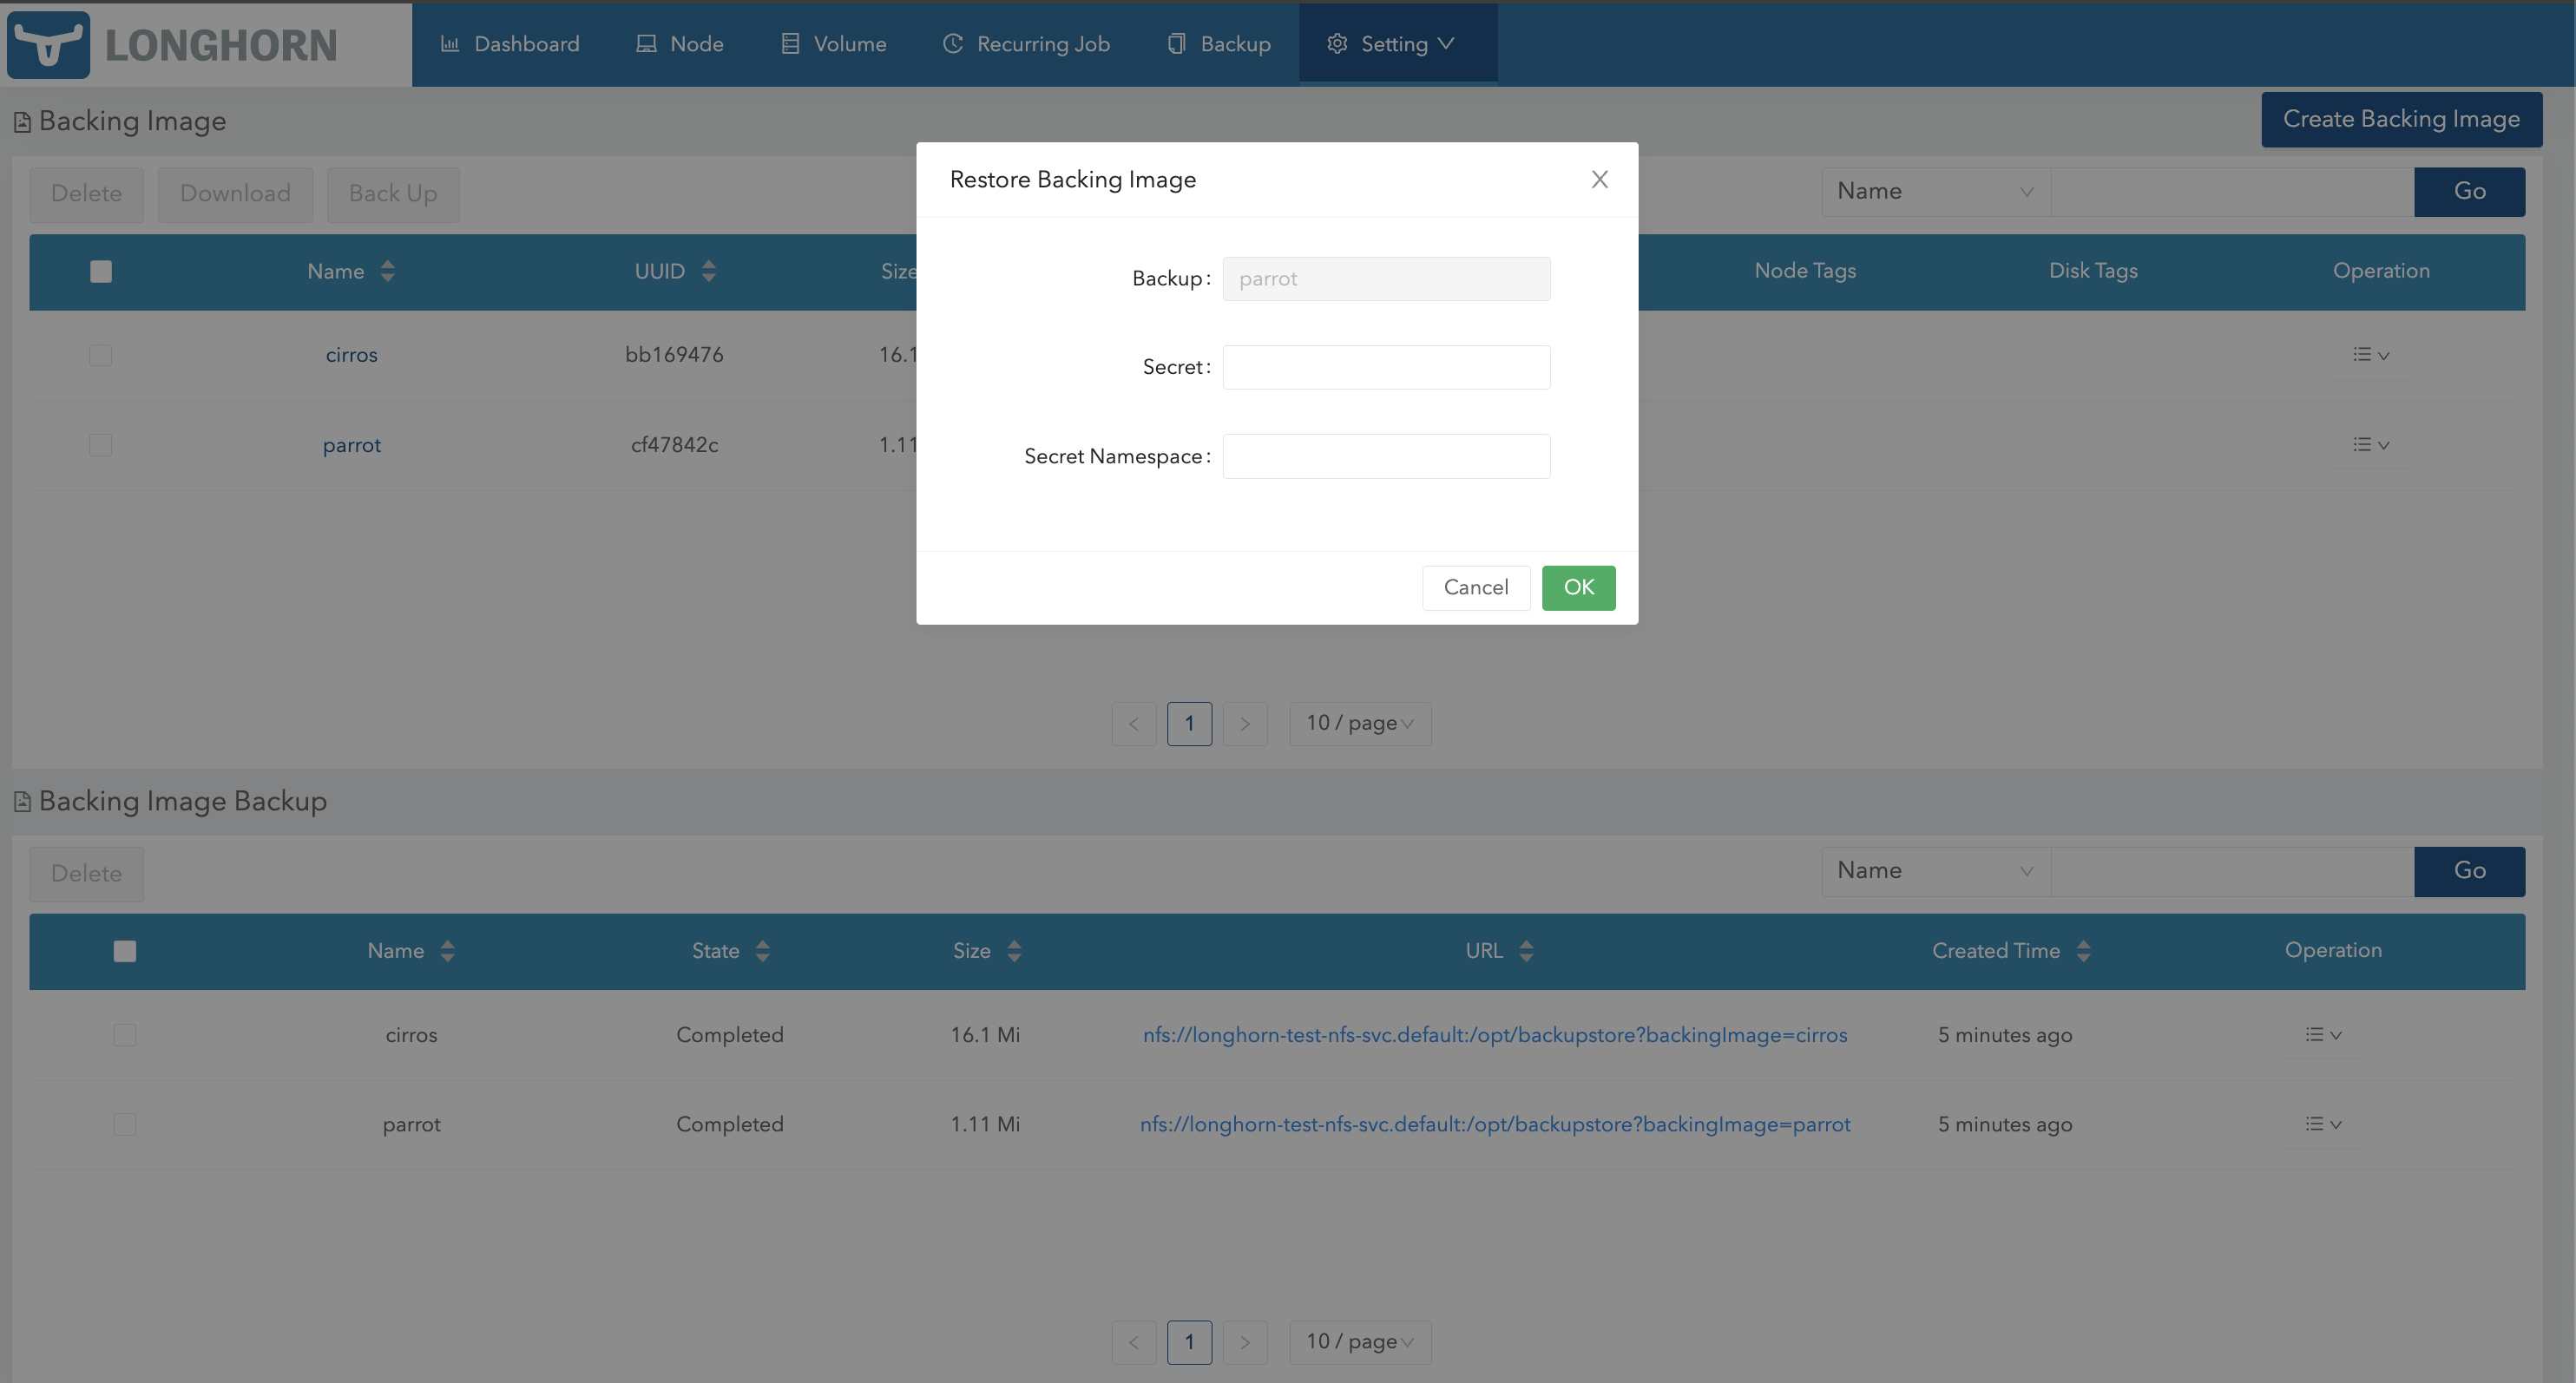 LONGHORN
Dashboard
Node
Volume
Recurring Job
Backup
Setting
Backing Image
Create Backing Image
Delete
Download
Back Up
Name
Go
Name
UUID
Size
Node Tags
Disk Tags
Operation
cirros
bb169476
16.1
parrot
cf47842c
1.11
Restore Backing Image
Backup:
parrot
Secret:
Secret Namespace:
Cancel
OK
<
1
>
10 / page
Backing Image Backup
Delete
Name
Go
Name
State
Size
URL
Created Time
Operation
cirros
Completed
16.1 Mi
nfs://longhorn-test-nfs-svc.default:/opt/backupstore?backingImage=cirros
5 minutes ago
parrot
Completed
1.11 Mi
nfs://longhorn-test-nfs-svc.default:/opt/backupstore?backingImage=parrot
5 minutes ago
<
1
>
10 / page